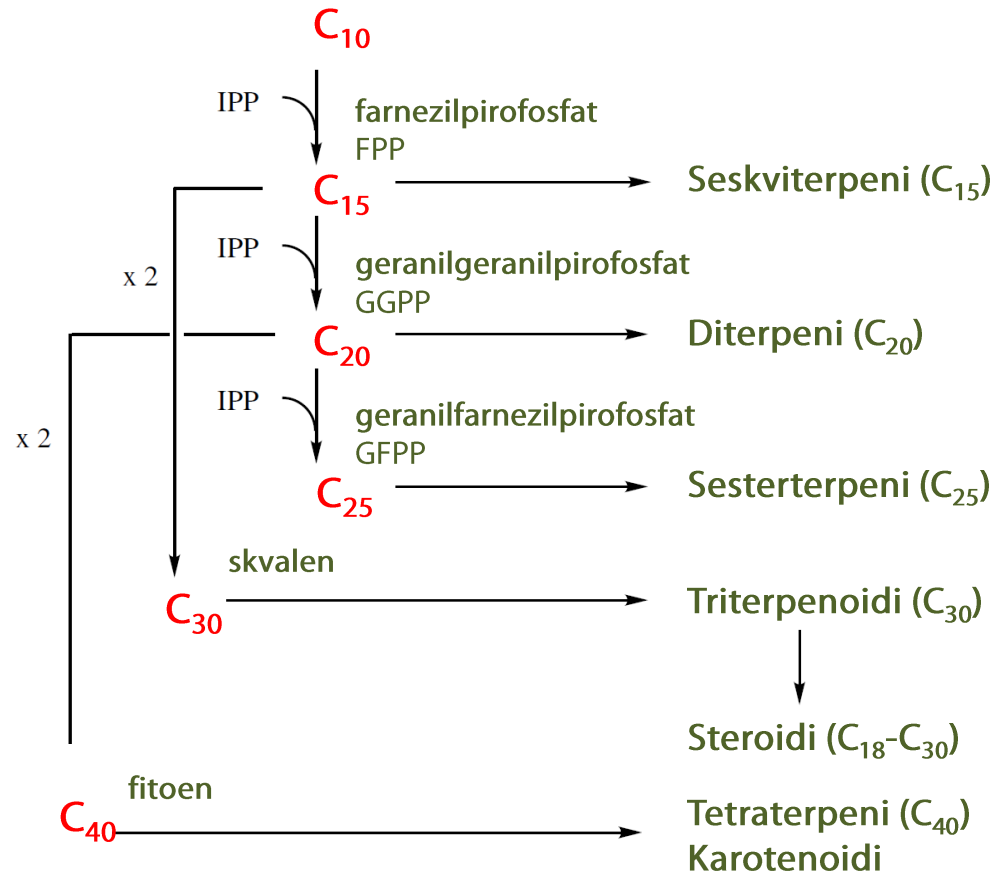 C10
IPP
farnezilpirofosfat
FPP
C15
Seskviterpeni (C15)
x 2
IPP
geranilgeranilpirofosfat
GGPP
C20
Diterpeni (C20)
x 2
IPP
geranilfarnezilpirofosfat
GFPP
C25
Sesterterpeni (C25)
skvalen
C30
Triterpenoidi (C30)
Steroidi (C18-C30)
fitoen
C40
Tetraterpeni (C40)
Karotenoidi